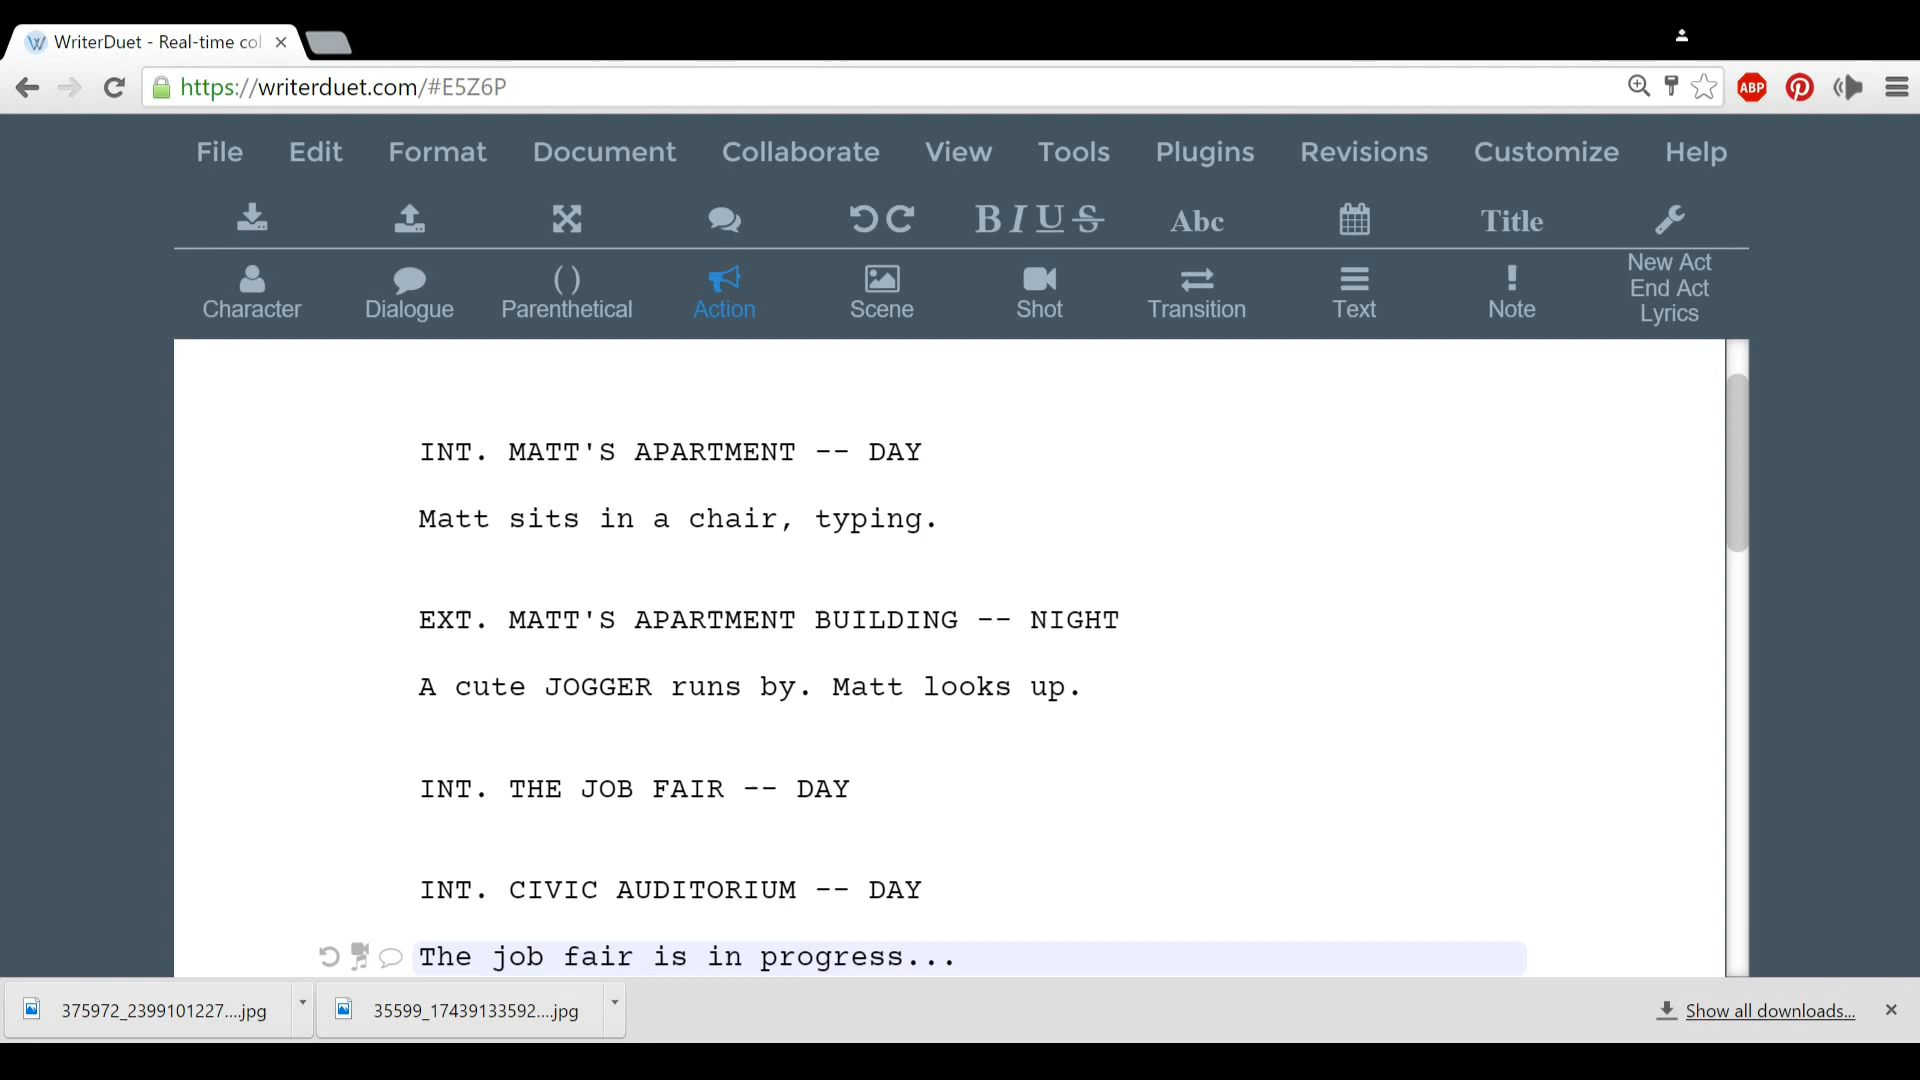 WriterDuet - Real-time col
https://writerduet.com/#E5Z6P
ABP
File Edit Format Document Collaborate View Tools Plugins Revisions Customize Help
B I U S Abc Title
Character Dialogue ( ) Parenthetical Action Scene Shot Transition Text Note
New Act
End Act
Lyrics
INT. MATT'S APARTMENT -- DAY
Matt sits in a chair, typing.
EXT. MATT'S APARTMENT BUILDING -- NIGHT
A cute JOGGER runs by. Matt looks up.
INT. THE JOB FAIR -- DAY
INT. CIVIC AUDITORIUM -- DAY
The job fair is in progress...
375972_2399101227....jpg 35599_17439133592....jpg Show all downloads...